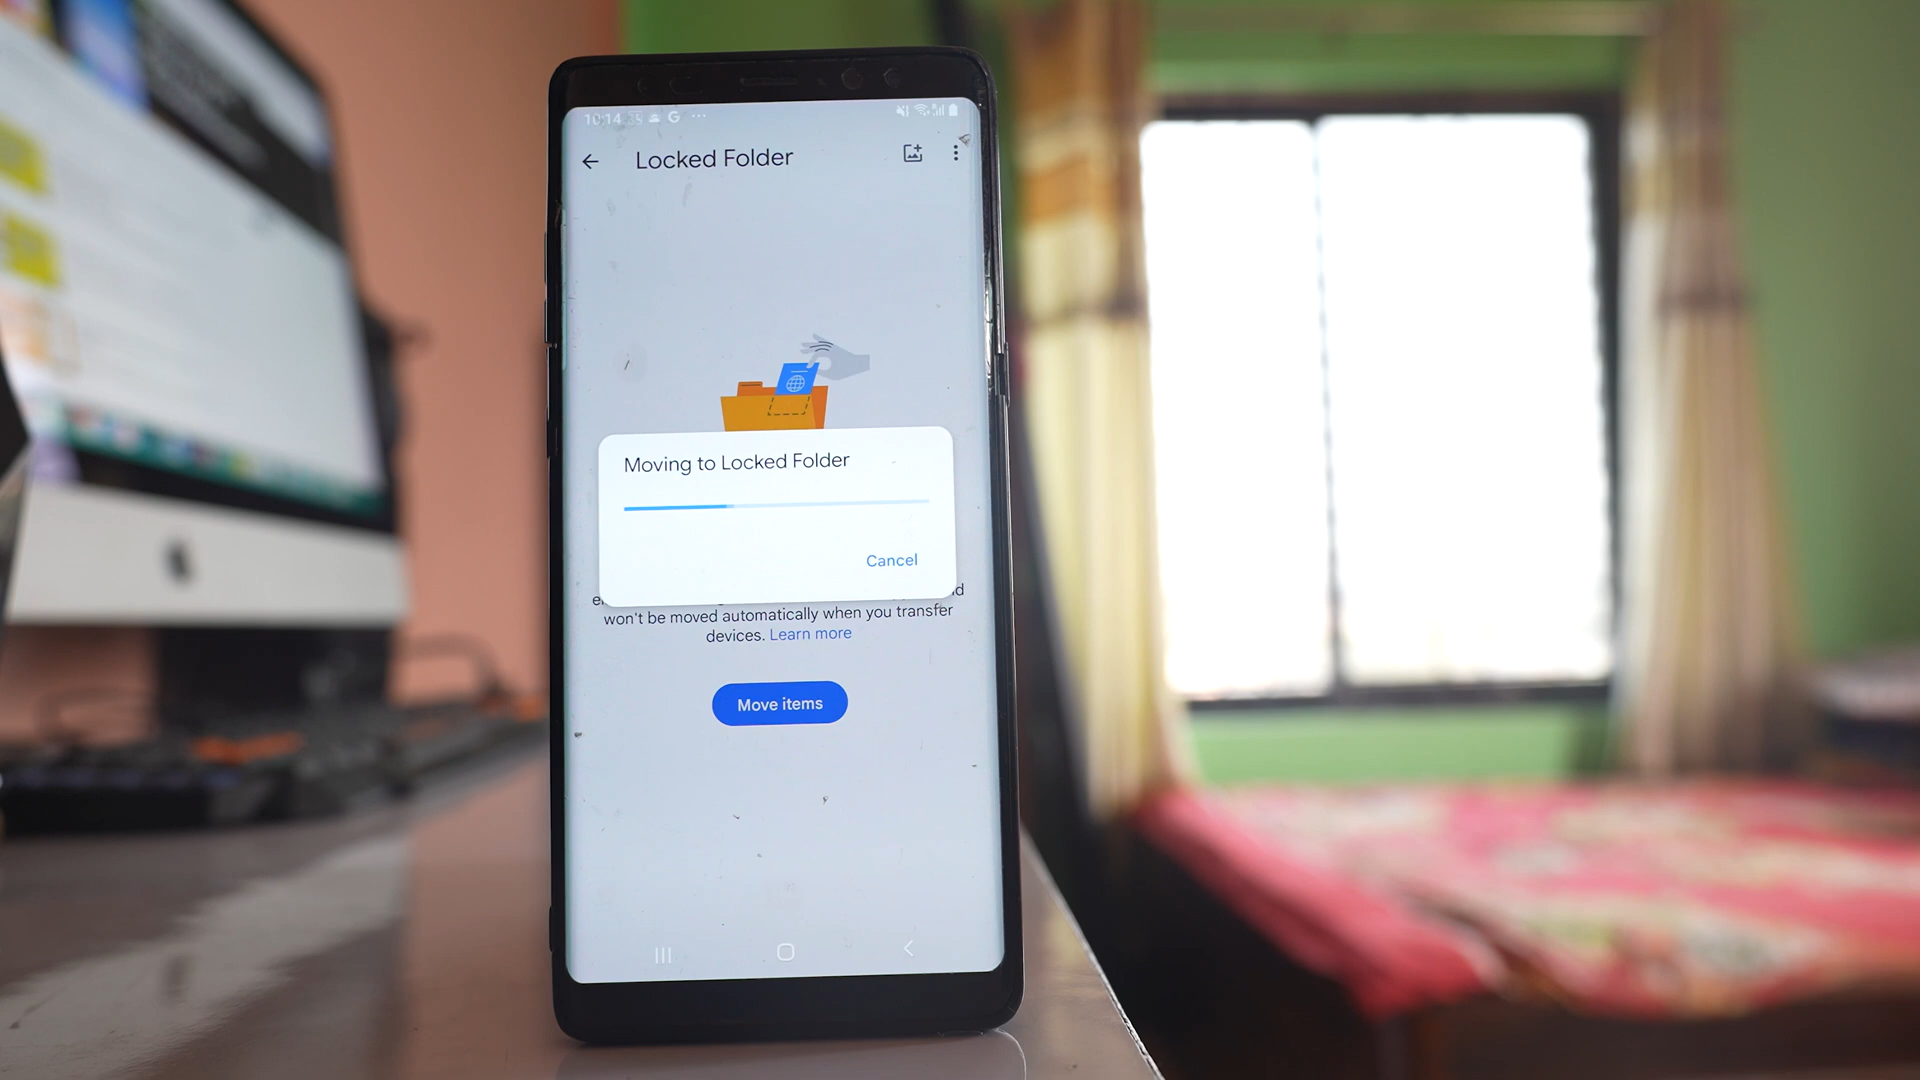 10:14
Locked Folder
Moving to Locked Folder
Cancel
won't be moved automatically when you transfer
devices. Learn more
Move items